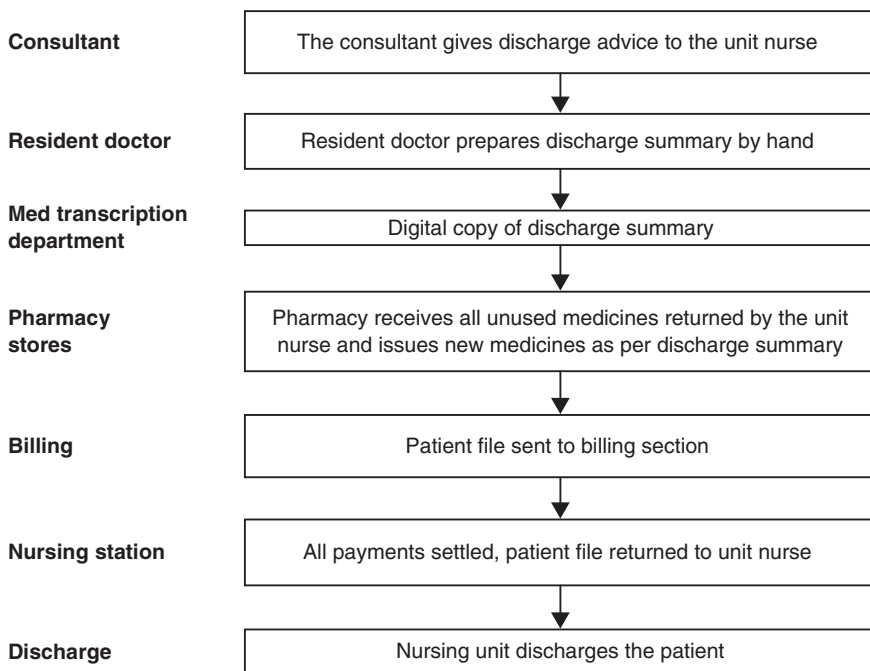 Consultant
The consultant gives discharge advice to the unit nurse
Resident doctor
Resident doctor prepares discharge summary by hand
Med transcription
department
Digital copy of discharge summary
Pharmacy
stores
Pharmacy receives all unused medicines returned by the unit
nurse and issues new medicines as per discharge summary
Billing
Patient file sent to billing section
Nursing station
All payments settled, patient file returned to unit nurse
Discharge
Nursing unit discharges the patient